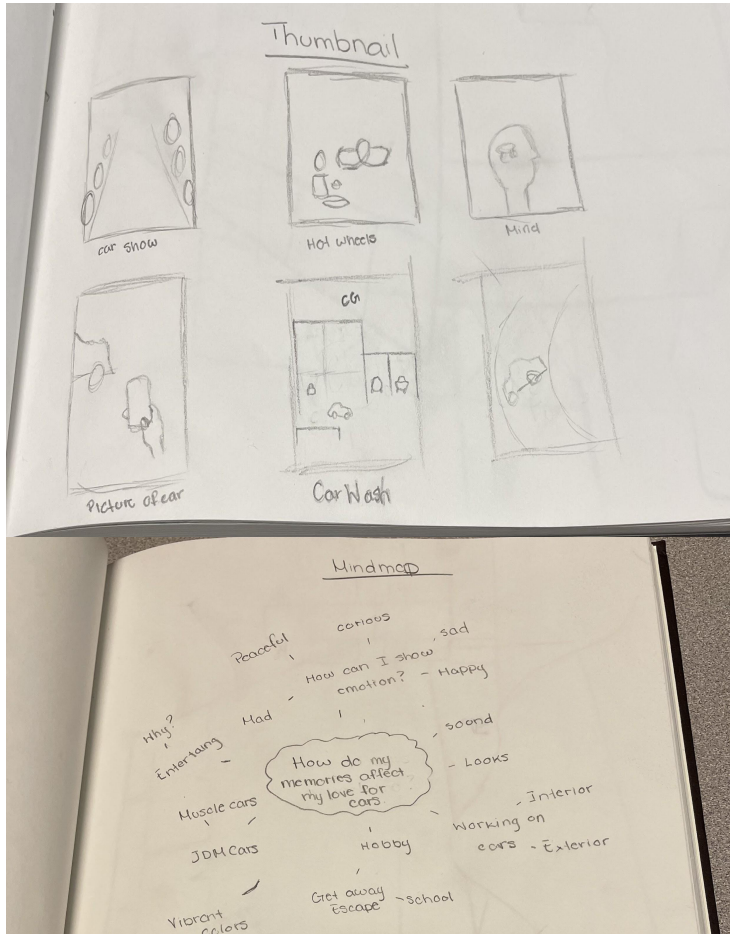 Thumbnail
car show
Hot wheels
Mind
CG
Picture of car
Car Wash
Mindmap
Peaceful
curious
sad
How can I show
emotion?
Happy
Mad
Why?
Entertaing
sound
Looks
How do my
memories affect
my love for
cars
Muscle cars
JDM Cars
Hobby
Working on
cars
Interior
Exterior
Get away
Escape
school
Vibrant
colors